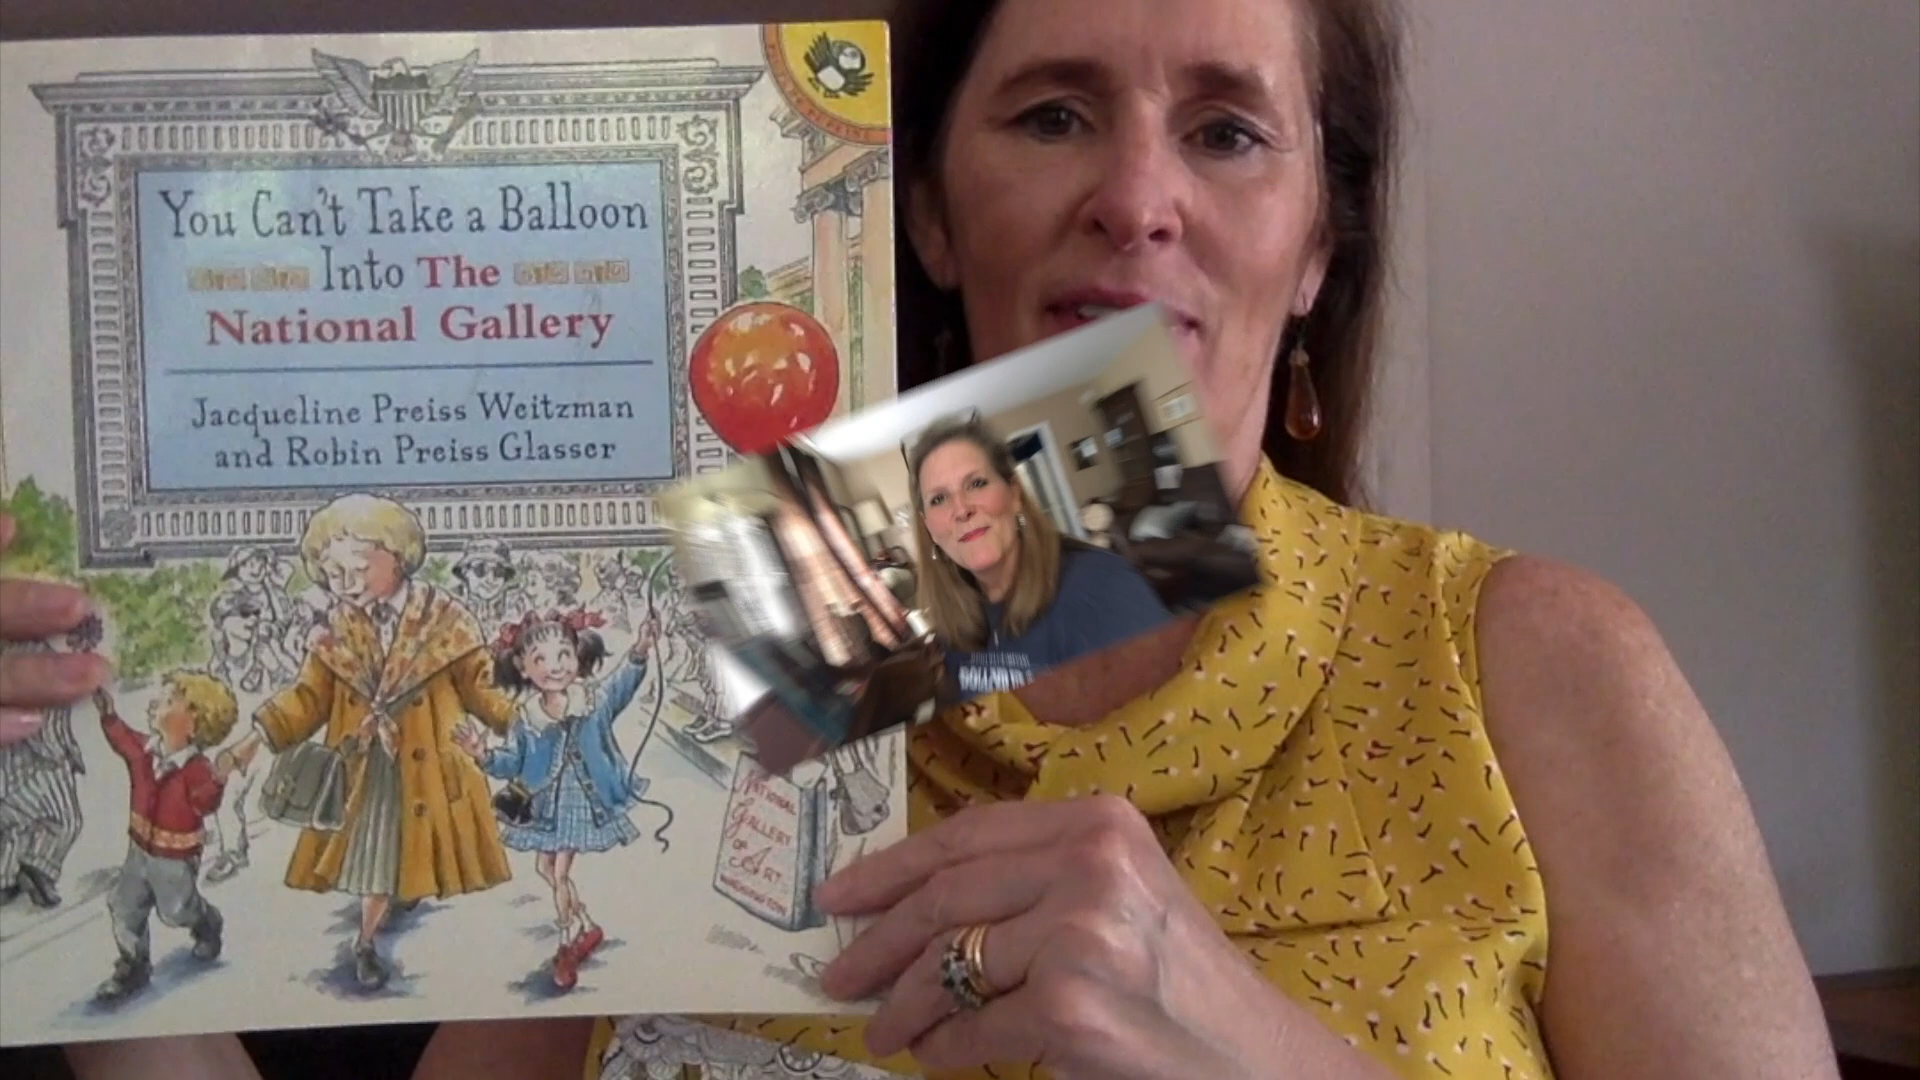 You Can't Take a Balloon
Into The
National Gallery
Jacqueline Preiss Weitzman
and Robin Preiss Glasser
National
Gallery
of
Art
Washington